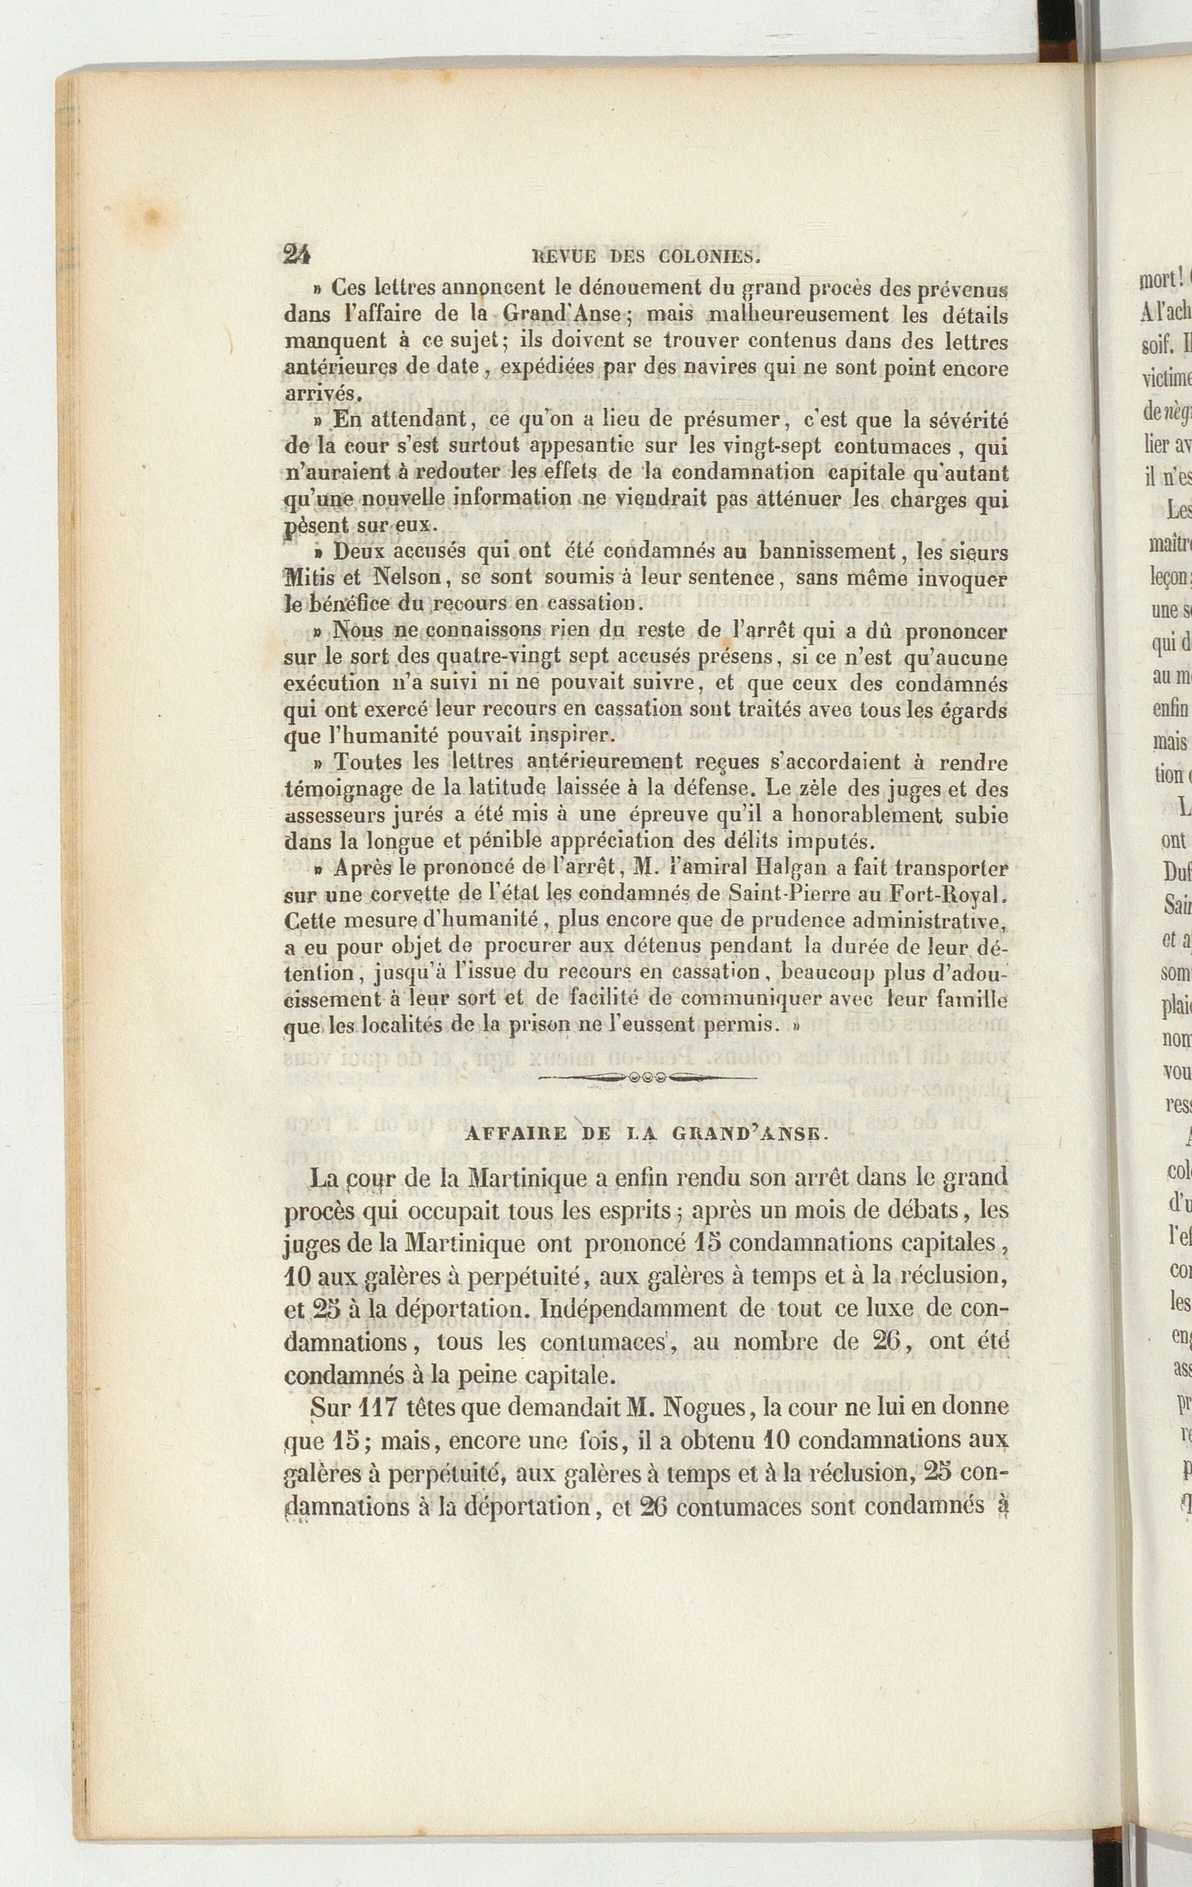 24 REVUE DES COLONIES.
» Ces lettres annoncent le dénouement du grand procès des prévenus
dans l'affaire de la Grand'Anse; mais malheureusement les détails
manquent à ce sujet; ils doivent se trouver contenus dans des lettres
antérieures de date, expédiées par des navires qui ne sont point encore
arrivés.
» En attendant, ce qu'on a lieu de présumer, c'est que la sévérité
de la cour s'est surtout appesantie sur les vingt-sept contumaces, qui
n'auraient à redouter les effets de la condamnation capitale qu'autant
qu'une nouvelle information ne viendrait pas atténuer les charges qui
pèsent sur eux.
» Deux accusés qui ont été condamnés au bannissement, les sieurs
Mitis et Nelson, se sont soumis à leur sentence, sans même invoquer
le bénéfice du recours en cassation.
» Nous ne connaissons rien du reste de l'arrêt qui a dû prononcer
sur le sort des quatre-vingt sept accusés présens, si ce n'est qu'aucune
exécution n'a suivi ni ne pouvait suivre, et que ceux des condamnés
qui ont exercé leur recours en cassation sont traités avec tous les égards
que l'humanité pouvait inspirer.
» Toutes les lettres antérieurement reçues s'accordaient à rendre
témoignage de la latitude laissée à la défense. Le zèle des juges et des
assesseurs jurés a été mis à une épreuve qu'il a honorablement subie
dans la longue et pénible appréciation des délits imputés.
» Après le prononcé de l'arrêt, M. l'amiral Halgan a fait transporter
sur une corvette de l'état les condamnés de Saint-Pierre au Fort-Royal.
Cette mesure d'humanité, plus encore que de prudence administrative,
a eu pour objet de procurer aux détenus pendant la durée de leur dé-
tention, jusqu'à l'issue du recours en cassation, beaucoup plus d'adou-
cissement à leur sort et de facilité de communiquer avec leur famille
que les localités de la prison ne l'eussent permis. »
AFFAIRE DE LA GRAND'ANSE.
La cour de la Martinique a enfin rendu son arrêt dans le grand
procès qui occupait tous les esprits; après un mois de débats, les
juges de la Martinique ont prononcé 15 condamnations capitales,
10 aux galères à perpétuité, aux galères à temps et à la réclusion,
et 25 à la déportation. Indépendamment de tout ce luxe de con-
damnations, tous les contumaces, au nombre de 26, ont été
condamnés à la peine capitale.
Sur 117 têtes que demandait M. Nogues, la cour ne lui en donne
que 15; mais, encore une fois, il a obtenu 10 condamnations aux
galères à perpétuité, aux galères à temps et à la réclusion, 25 con-
damnations à la déportation, et 26 contumaces sont condamnés à